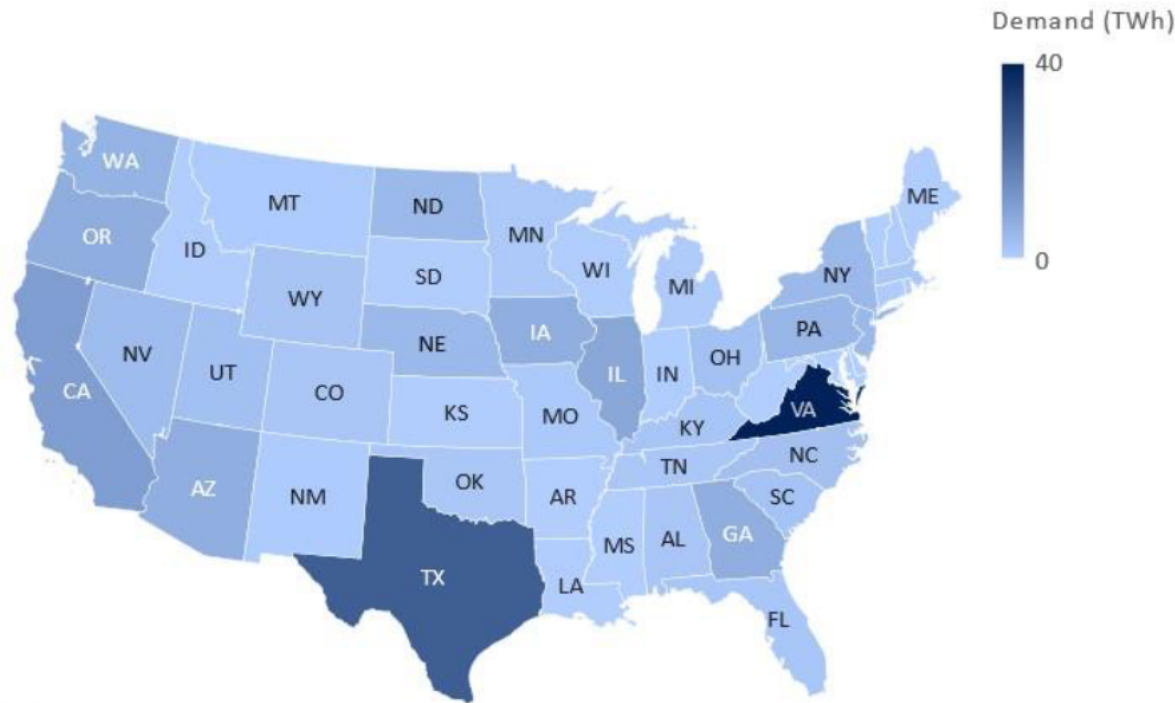 Demand (TWh)
40
0
WA
MT
ND
MN
ME
OR
ID
SD
WI
MI
NY
WY
IA
PA
NV
NE
IL
IN
OH
UT
CO
CA
KS
MO
KY
VA
AZ
NM
OK
AR
TN
NC
SC
MS
AL
GA
TX
LA
FL